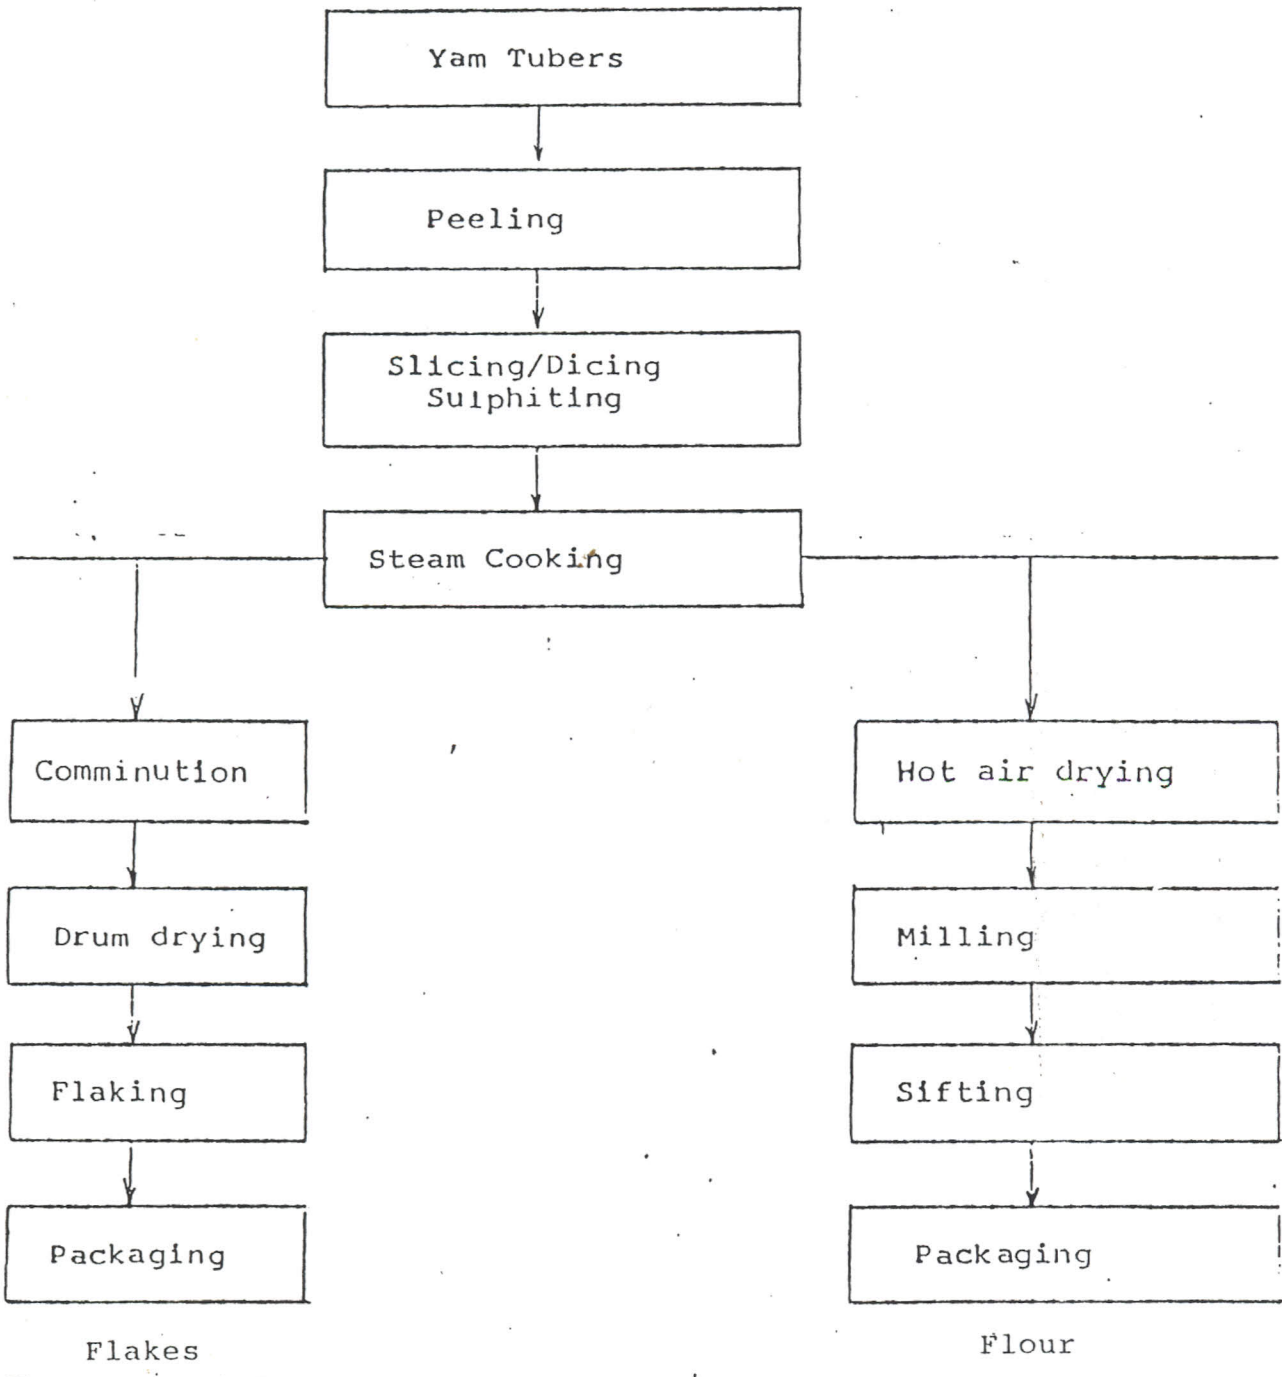 Yam Tubers
Peeling
Slicing/Dicing
Sulphiting
Steam Cooking
Comminution
Hot air drying
Drum drying
Milling
Flaking
Sifting
Packaging
Packaging
Flakes
Flour